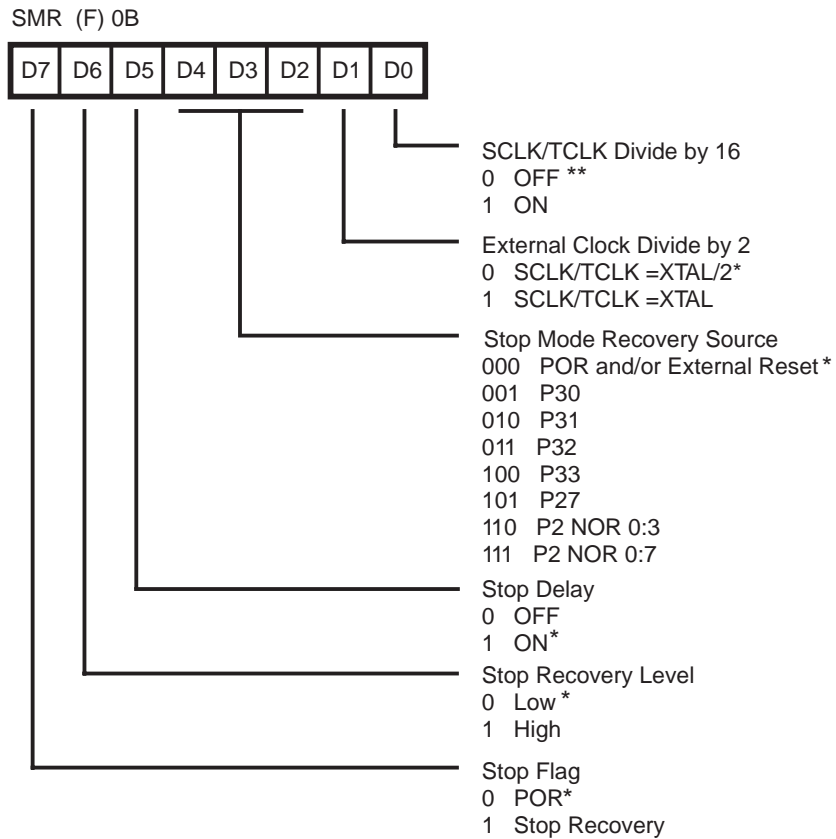 SMR (F) 0B
D7 D6 D5 D4 D3 D2 D1 D0
SCLK/TCLK Divide by 16
0 OFF **
1 ON
External Clock Divide by 2
0 SCLK/TCLK =XTAL/2*
1 SCLK/TCLK =XTAL
Stop Mode Recovery Source
000 POR and/or External Reset*
001 P30
010 P31
011 P32
100 P33
101 P27
110 P2 NOR 0:3
111 P2 NOR 0:7
Stop Delay
0 OFF
1 ON*
Stop Recovery Level
0 Low*
1 High
Stop Flag
0 POR*
1 Stop Recovery